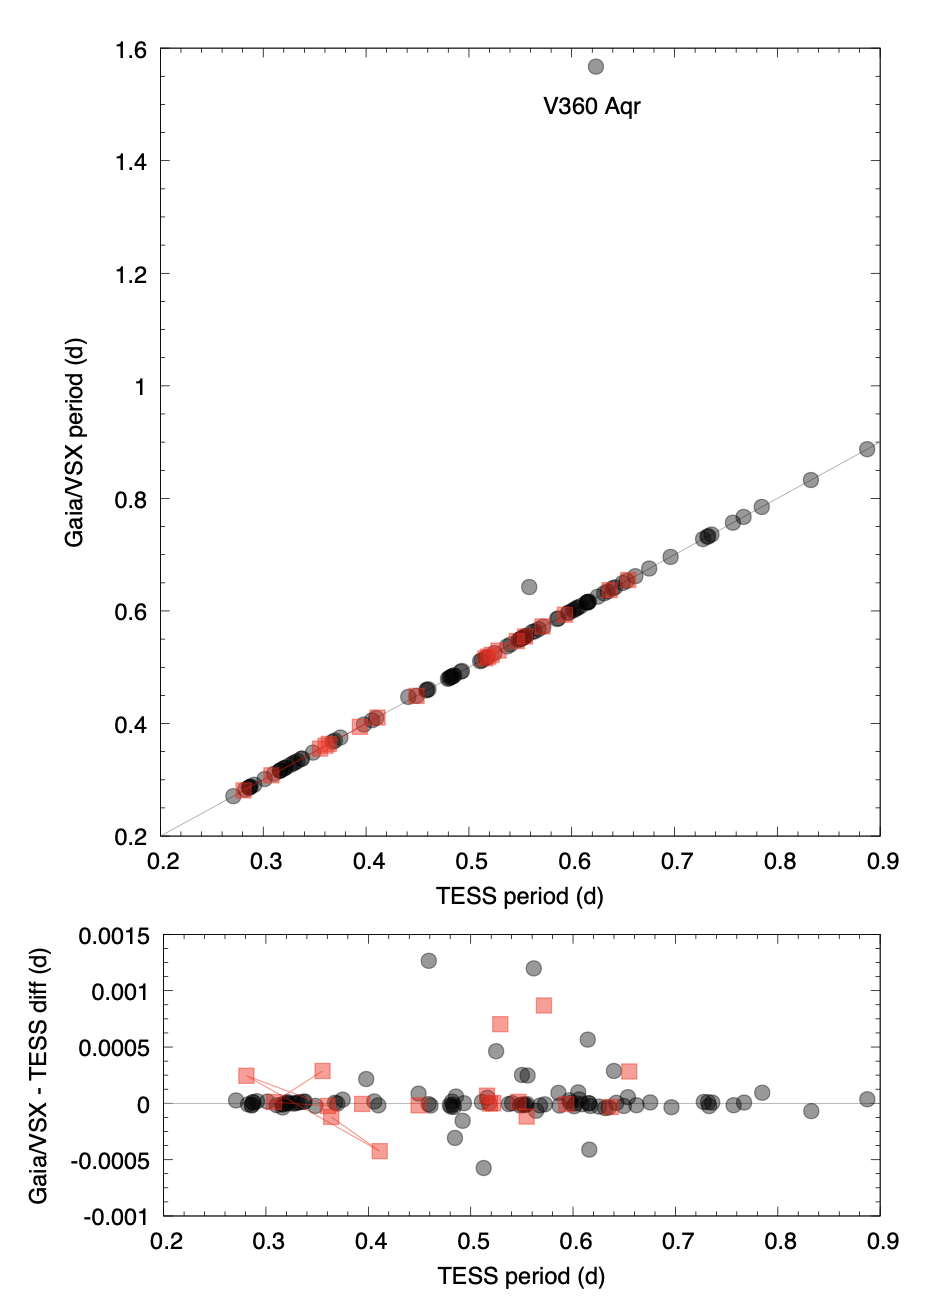 1.6
V360 Aqr
1.4
1.2
1
0.8
0.6
0.4
0.2
Gaia/VSX period (d)
0.2 0.3 0.4 0.5 0.6 0.7 0.8 0.9
TESS period (d)
0.0015
0.001
0.0005
0
-0.0005
-0.001
Gaia/VSX - TESS diff (d)
0.2 0.3 0.4 0.5 0.6 0.7 0.8 0.9
TESS period (d)